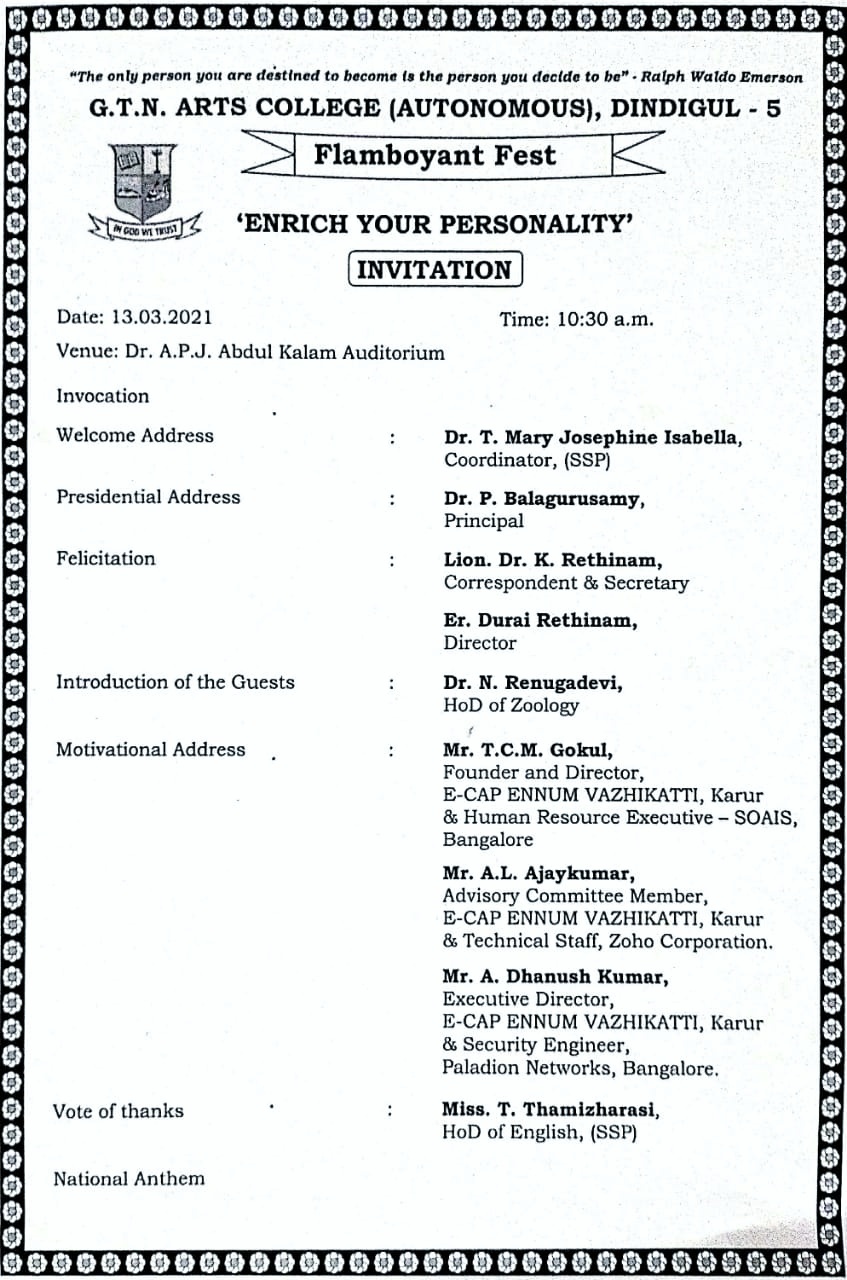 "The only person you are destined to become is the person you decide to be" - Ralph Waldo Emerson
G.T.N. ARTS COLLEGE (AUTONOMOUS), DINDIGUL - 5
Flamboyant Fest
IN GOD WE TRUST
'ENRICH YOUR PERSONALITY'
INVITATION
Date: 13.03.2021 Time: 10:30 a.m.
Venue: Dr. A.P.J. Abdul Kalam Auditorium
Invocation
Welcome Address : Dr. T. Mary Josephine Isabella,
Coordinator, (SSP)
Presidential Address : Dr. P. Balagurusamy,
Principal
Felicitation : Lion. Dr. K. Rethinam,
Correspondent & Secretary
Er. Durai Rethinam,
Director
Introduction of the Guests : Dr. N. Renugadevi,
HoD of Zoology
Motivational Address : Mr. T.C.M. Gokul,
Founder and Director,
E-CAP ENNUM VAZHIKATTI, Karur
& Human Resource Executive – SOAIS,
Bangalore
Mr. A.L. Ajaykumar,
Advisory Committee Member,
E-CAP ENNUM VAZHIKATTI, Karur
& Technical Staff, Zoho Corporation.
Mr. A. Dhanush Kumar,
Executive Director,
E-CAP ENNUM VAZHIKATTI, Karur
& Security Engineer,
Paladion Networks, Bangalore.
Vote of thanks : Miss. T. Thamizharasi,
HoD of English, (SSP)
National Anthem